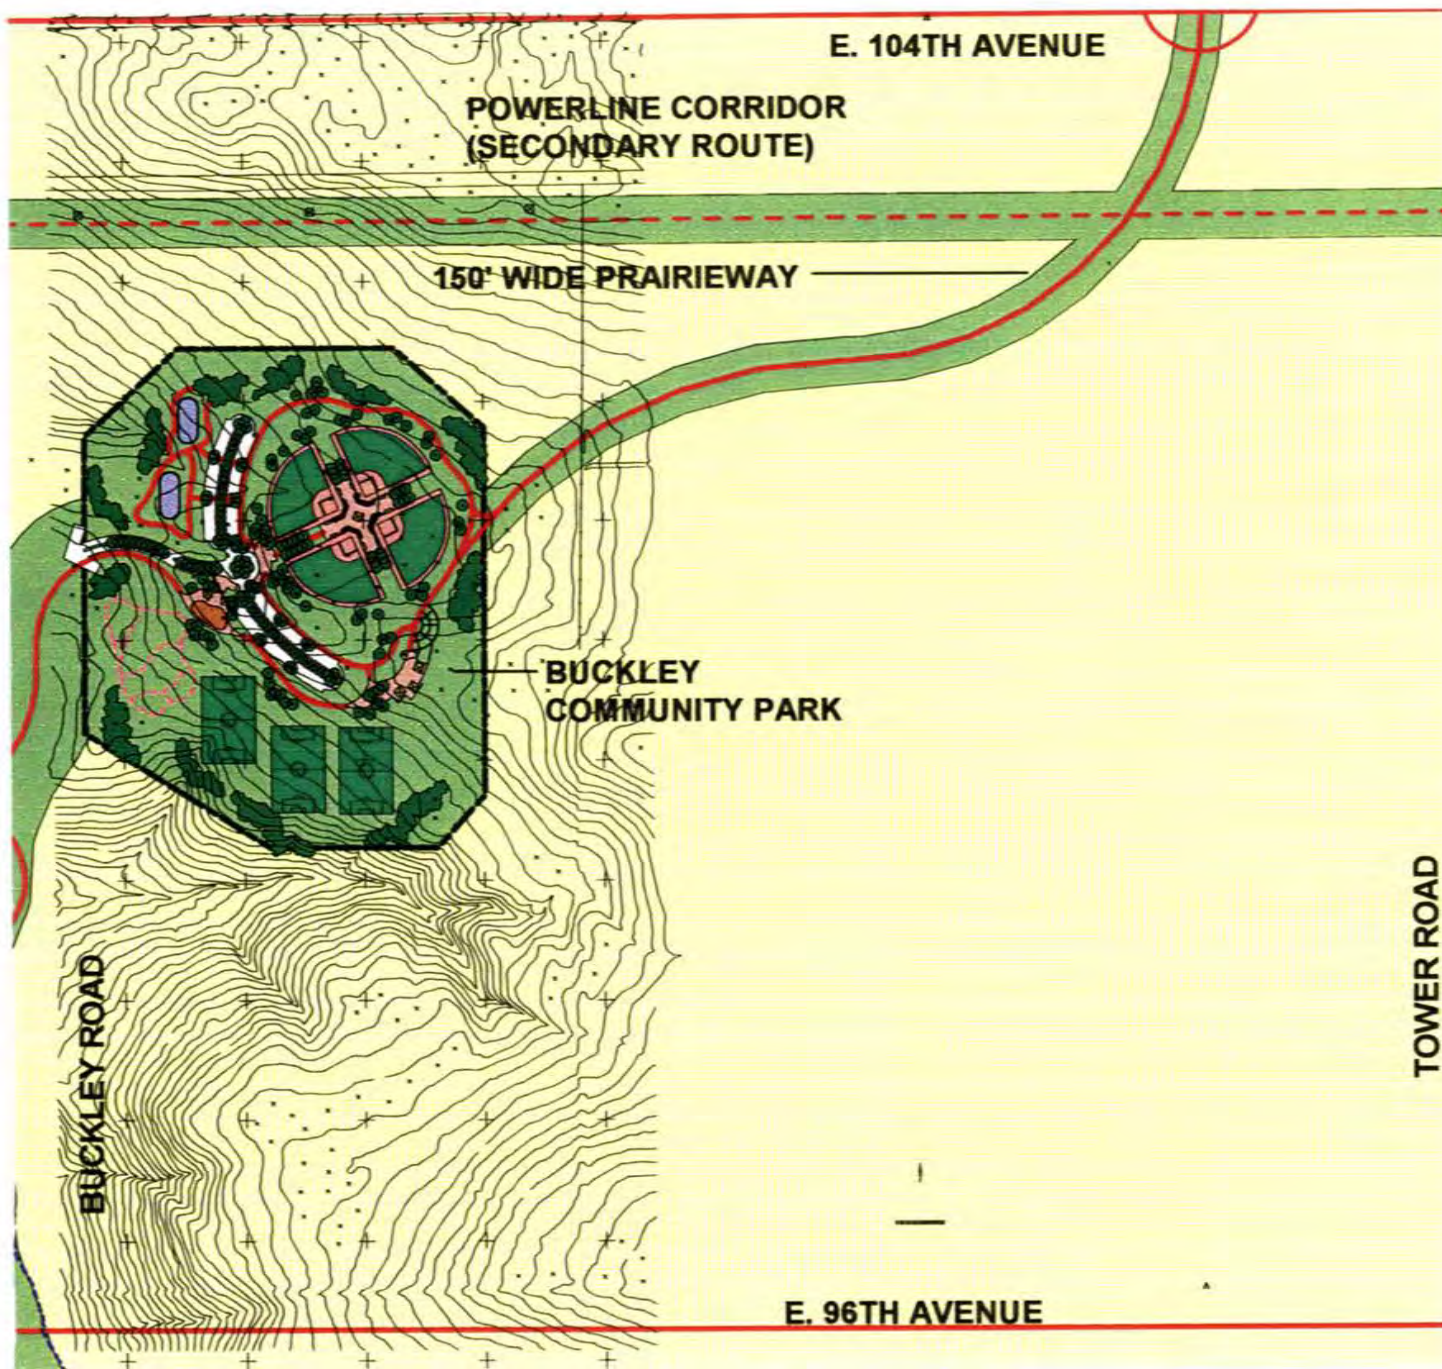 E. 104TH AVENUE
POWERLINE CORRIDOR
(SECONDARY ROUTE)
150' WIDE PRAIRIEWAY
BUCKLEY
COMMUNITY PARK
BUCKLEY ROAD
TOWER ROAD
E. 96TH AVENUE